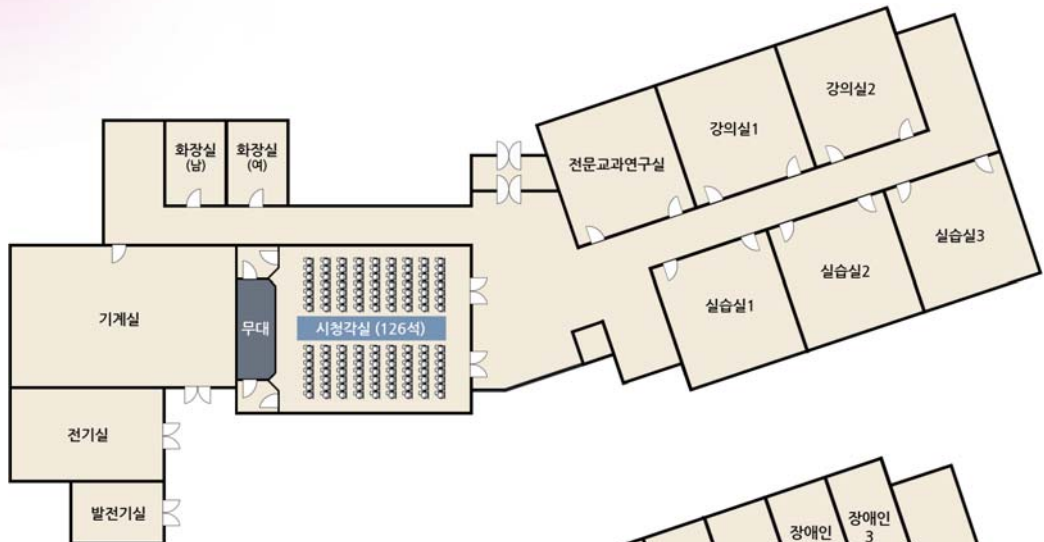 강의실2
강의실1
전문교과연구실
화장실
(남)
화장실
(여)
실습실3
실습실2
실습실1
기계실
무대
시청각실 (126석)
전기실
발전기실
장애인
장애인
3